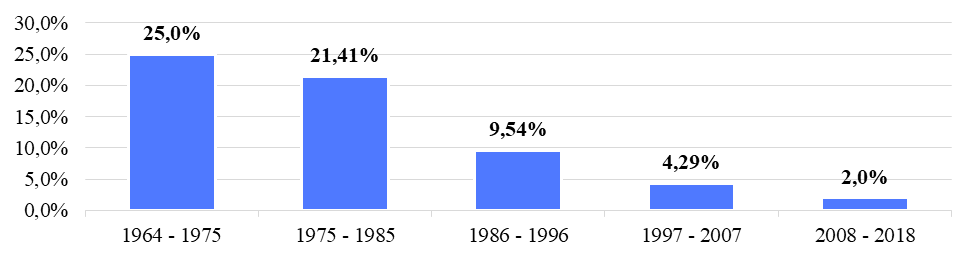 30,0%
25,0%
20,0%
15,0%
10,0%
5,0%
0,0%
25,0%
21,41%
9,54%
4,29%
2,0%
1964 - 1975
1975 - 1985
1986 - 1996
1997 - 2007
2008 - 2018